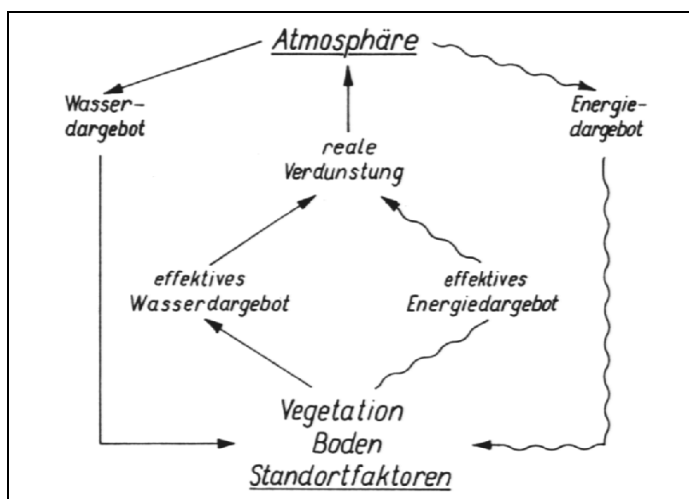 Atmosphäre
Wasser-
dargebot
Energie-
dargebot
reale
Verdunstung
effektives
Wasserdargebot
effektives
Energiedargebot
Vegetation
Boden
Standortfaktoren